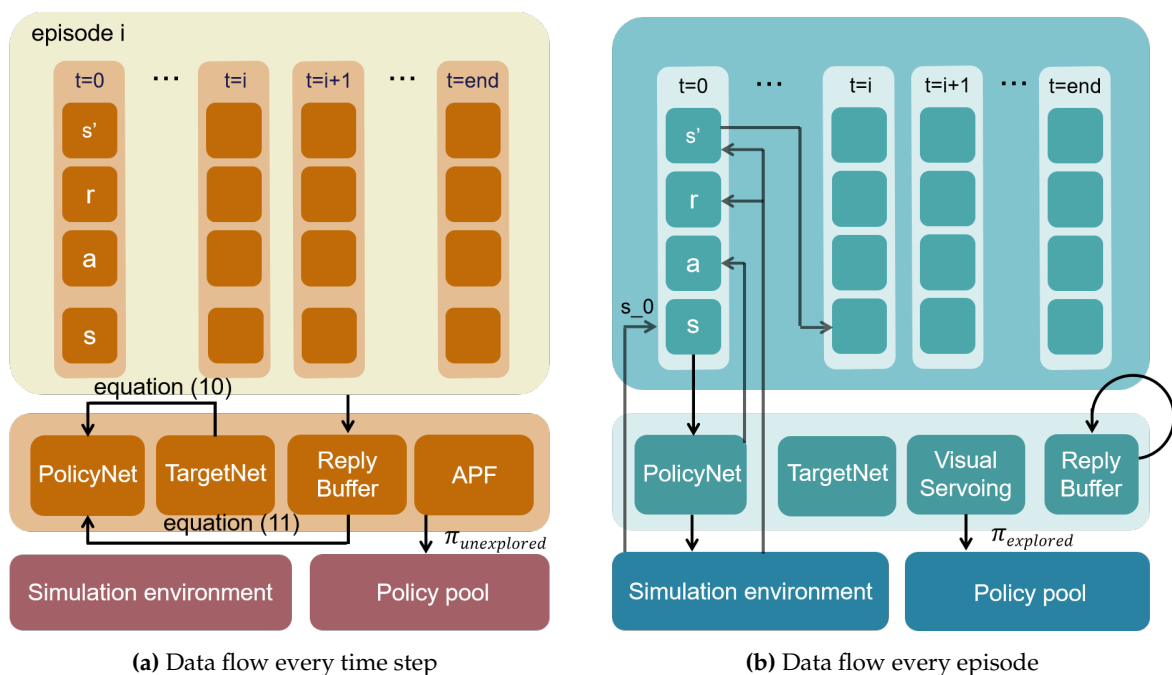 episode i
t=0 ... t=i t=i+1 ... t=end
s'
r
a
s
equation (10)
PolicyNet
TargetNet
Reply
Buffer
APF
equation (11)
π_unexplored
Simulation environment
Policy pool
(a) Data flow every time step
t=0 ... t=i t=i+1 ... t=end
s'
r
a
s_0
s
PolicyNet
TargetNet
Visual
Servoing
Reply
Buffer
π_explored
Simulation environment
Policy pool
(b) Data flow every episode